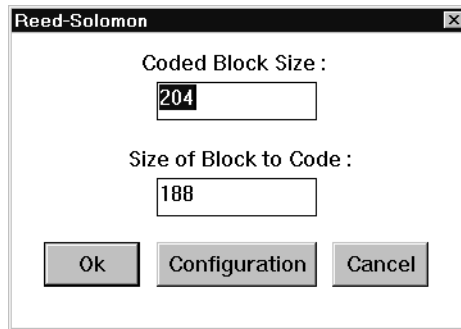 Reed-Solomon
Coded Block Size :
204
Size of Block to Code :
188
Ok Configuration Cancel